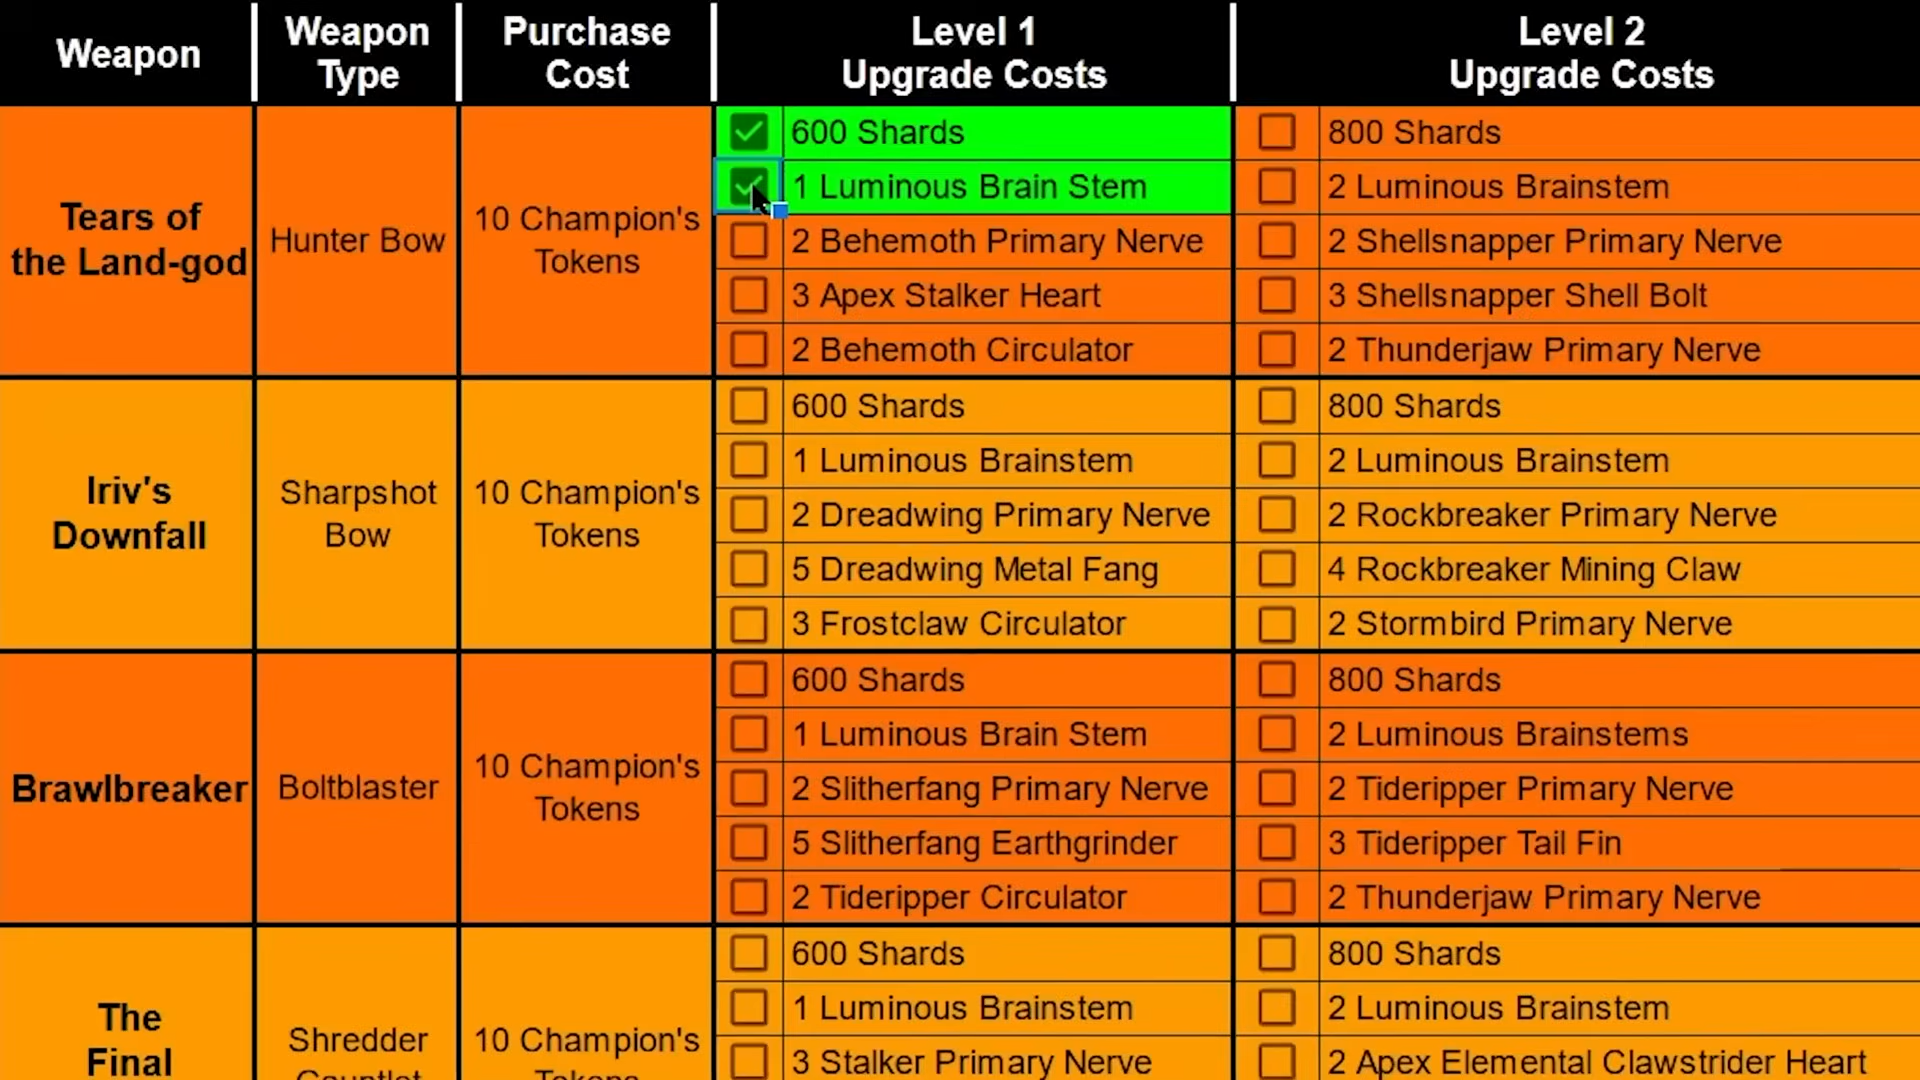 Weapon
Weapon
Type
Purchase
Cost
Level 1
Upgrade Costs
Level 2
Upgrade Costs
Tears of
the Land-god
Hunter Bow
10 Champion's
Tokens
600 Shards
1 Luminous Brain Stem
2 Behemoth Primary Nerve
3 Apex Stalker Heart
2 Behemoth Circulator
800 Shards
2 Luminous Brainstem
2 Shellsnapper Primary Nerve
3 Shellsnapper Shell Bolt
2 Thunderjaw Primary Nerve
Iriv's
Downfall
Sharpshot
Bow
10 Champion's
Tokens
600 Shards
1 Luminous Brainstem
2 Dreadwing Primary Nerve
5 Dreadwing Metal Fang
3 Frostclaw Circulator
800 Shards
2 Luminous Brainstem
2 Rockbreaker Primary Nerve
4 Rockbreaker Mining Claw
2 Stormbird Primary Nerve
Brawlbreaker
Boltblaster
10 Champion's
Tokens
600 Shards
1 Luminous Brain Stem
2 Slitherfang Primary Nerve
5 Slitherfang Earthgrinder
2 Tideripper Circulator
800 Shards
2 Luminous Brainstems
2 Tideripper Primary Nerve
3 Tideripper Tail Fin
2 Thunderjaw Primary Nerve
The
Final
Shredder
Gauntlet
10 Champion's
Tokens
600 Shards
1 Luminous Brainstem
3 Stalker Primary Nerve
800 Shards
2 Luminous Brainstem
2 Apex Elemental Clawstrider Heart